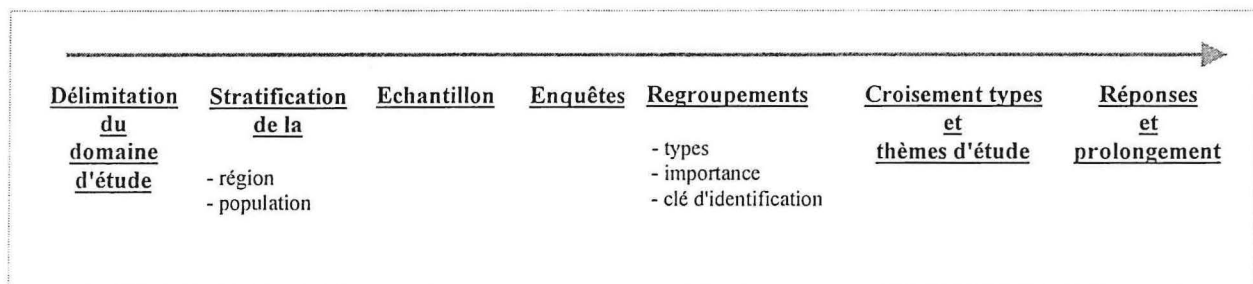 Délimitation
du
domaine
d'étude
Stratification
de la
- région
- population
Echantillon
Enquêtes
Regroupements
- types
- importance
- clé d'identification
Croisement types
et
thèmes d'étude
Réponses
et
prolongement